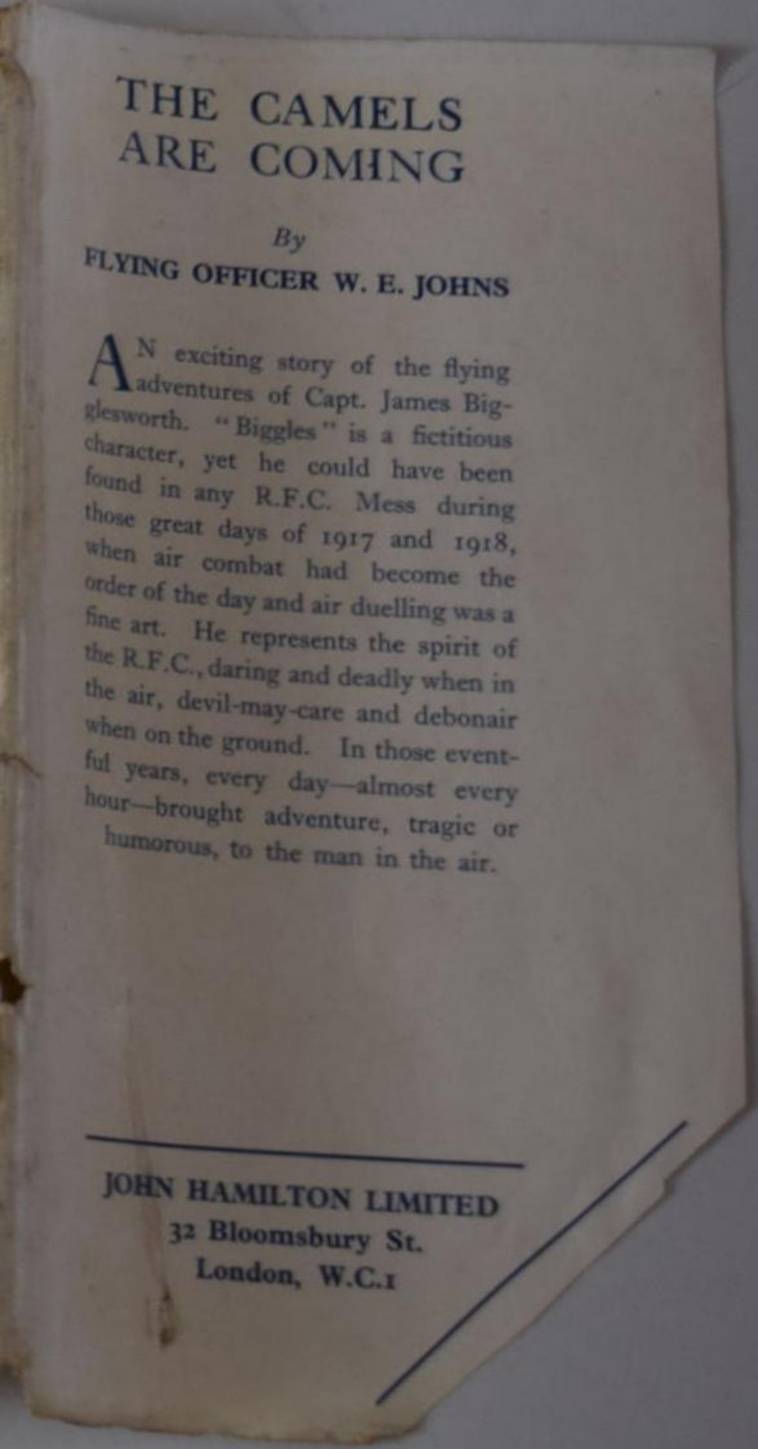 THE CAMELS
ARE COMING
By
FLYING OFFICER W. E. JOHNS
AN exciting story of the flying
adventures of Capt. James Big-
glesworth. "Biggles" is a fictitious
character, yet he could have been
found in any R.F.C. Mess during
those great days of 1917 and 1918,
when air combat had become the
order of the day and air duelling was a
fine art. He represents the spirit of
the R.F.C., daring and deadly when in
the air, devil-may-care and debonair
when on the ground. In those event-
ful years, every day—almost every
hour—brought adventure, tragic or
humorous, to the man in the air.
JOHN HAMILTON LIMITED
32 Bloomsbury St.
London, W.C.1